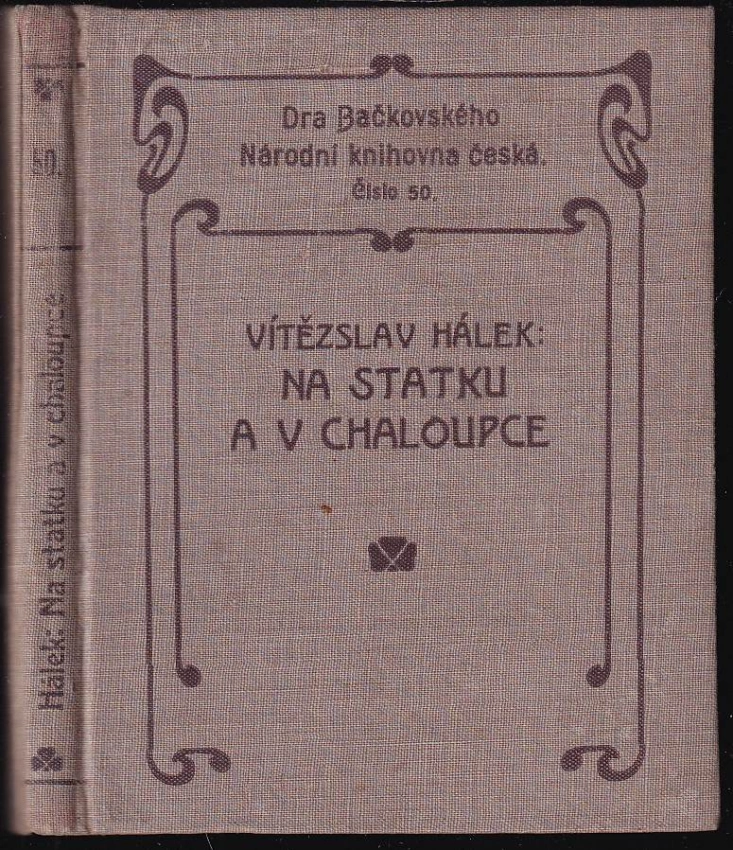 Dra Bačkovského
Národní knihovna česká.
Číslo 50.
VÍTĚZSLAV HÁLEK:
NA STATKU
A V CHALOUPCE
50.
Hálek: Na statku a v chaloupce